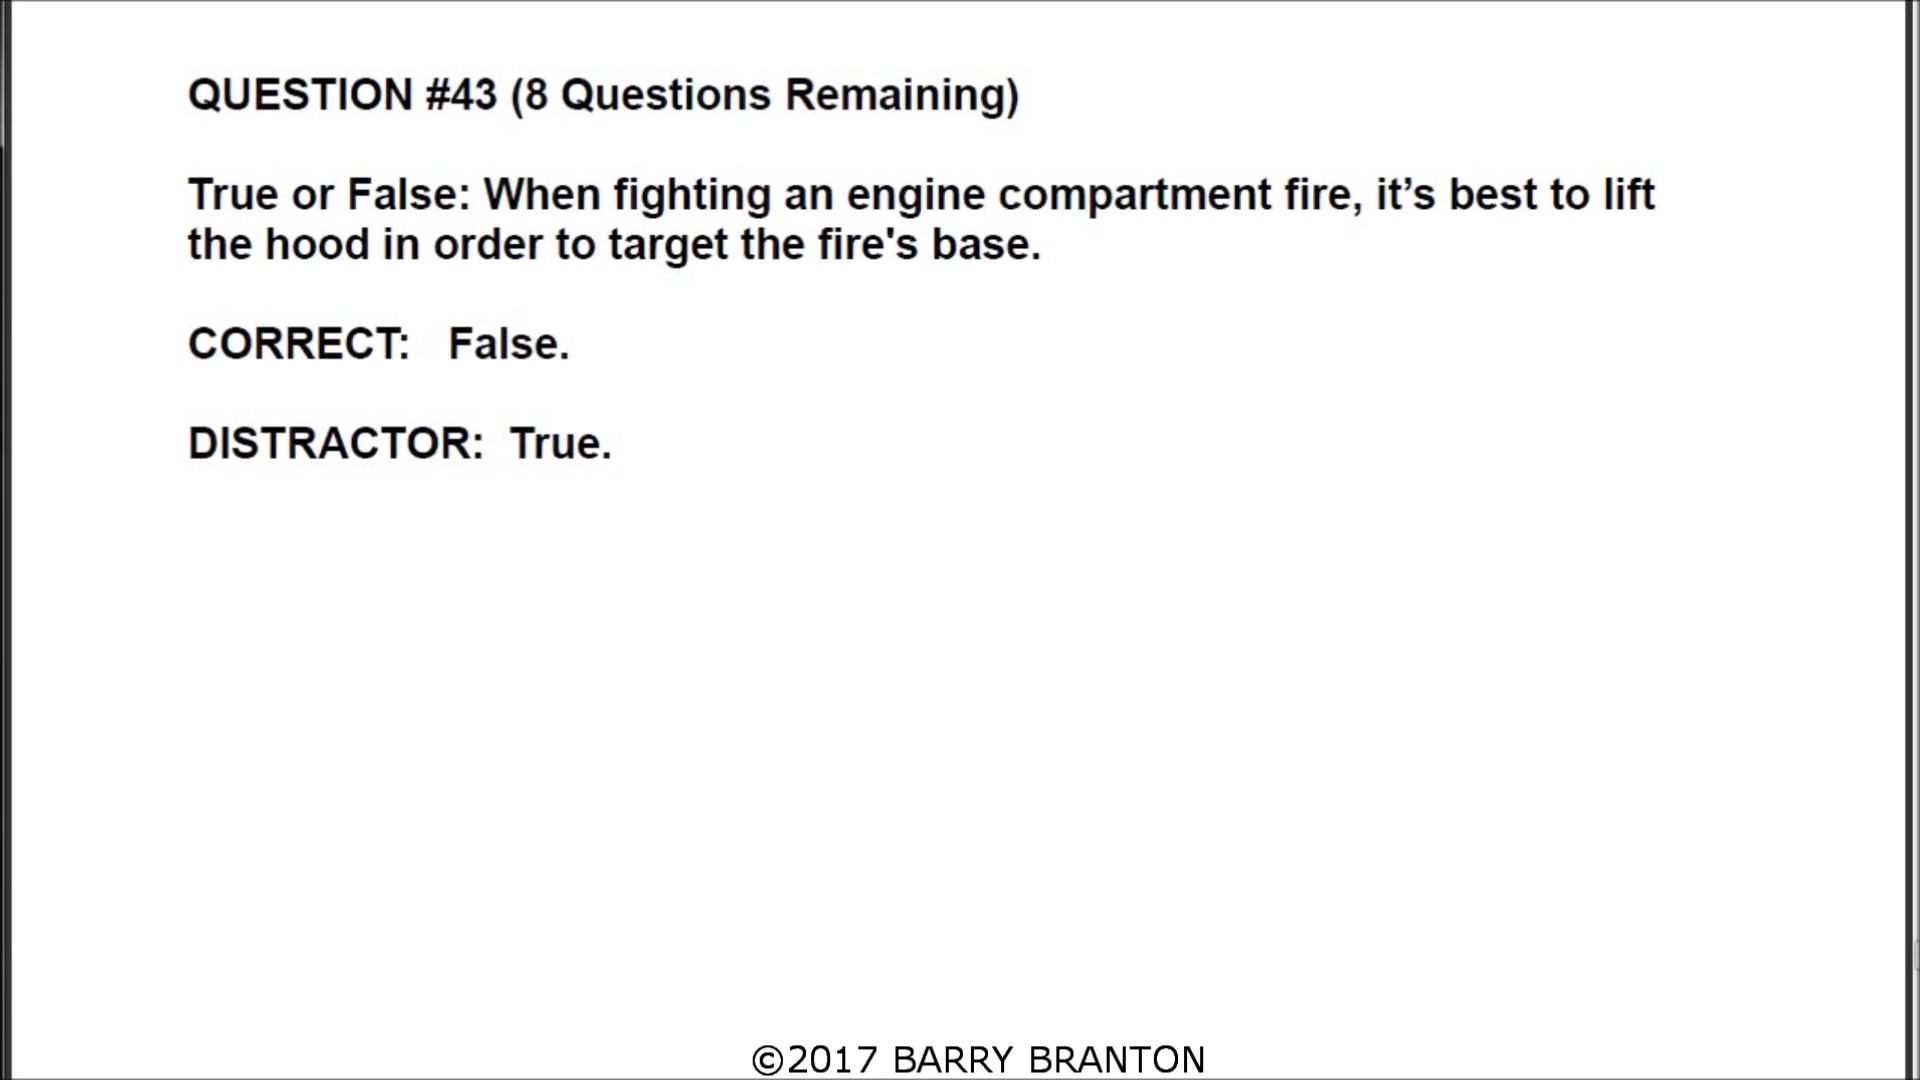 QUESTION #43 (8 Questions Remaining)
True or False: When fighting an engine compartment fire, it’s best to lift
the hood in order to target the fire's base.
CORRECT: False.
DISTRACTOR: True.
©2017 BARRY BRANTON